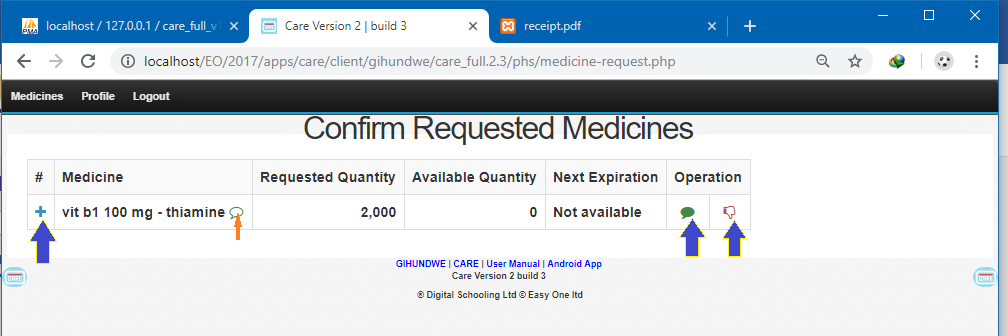 localhost / 127.0.0.1 / care_full_v
Care Version 2 | build 3
receipt.pdf
localhost/EO/2017/apps/care/client/gihundwe/care_full.2.3/phs/medicine-request.php
Medicines Profile Logout
Confirm Requested Medicines
# Medicine Requested Quantity Available Quantity Next Expiration Operation
vit b1 100 mg - thiamine 2,000 0 Not available
GIHUNDWE | CARE | User Manual | Android App
Care Version 2 build 3
® Digital Schooling Ltd © Easy One ltd